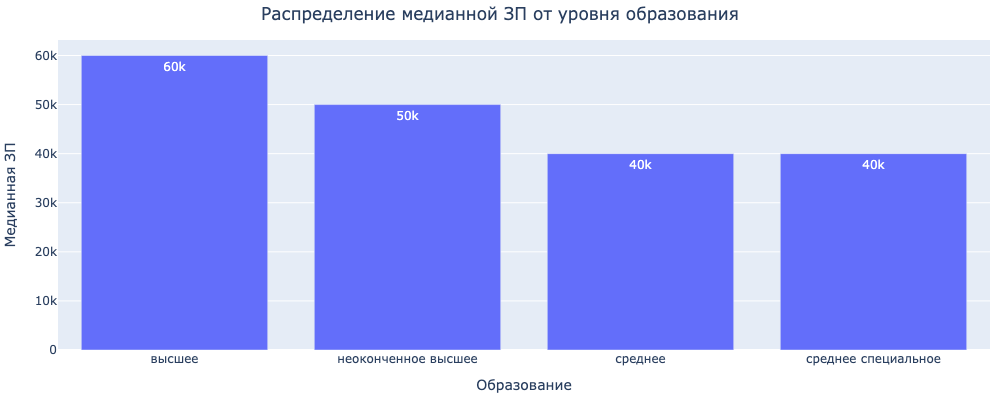 Распределение медианной ЗП от уровня образования
Медианная ЗП
60k
50k
40k
30k
20k
10k
0
60k
50k
40k
40k
высшее
неоконченное высшее
среднее
среднее специальное
Образование